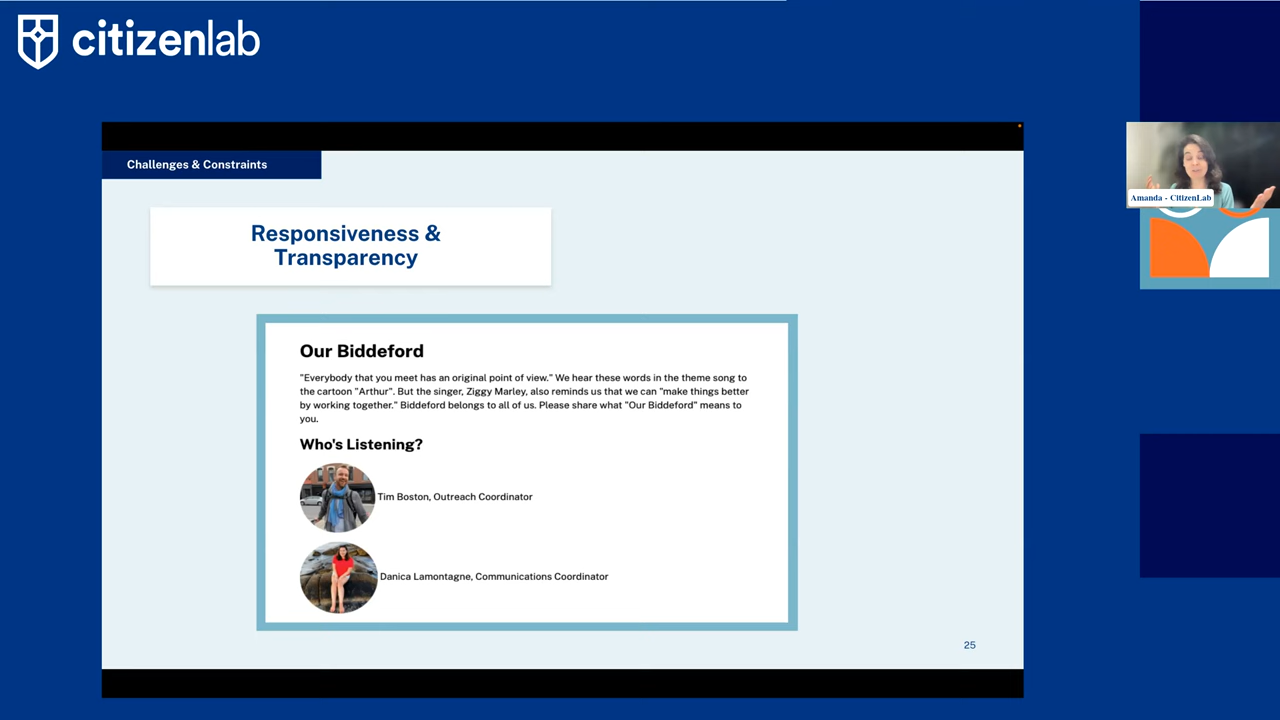 citizenlab
Challenges & Constraints
Responsiveness &
Transparency
Our Biddeford
"Everybody that you meet has an original point of view." We hear these words in the theme song to
the cartoon "Arthur". But the singer, Ziggy Marley, also reminds us that we can "make things better
by working together." Biddeford belongs to all of us. Please share what "Our Biddeford" means to
you.
Who's Listening?
Tim Boston, Outreach Coordinator
Danica Lamontagne, Communications Coordinator
25
Amanda - CitizenLab